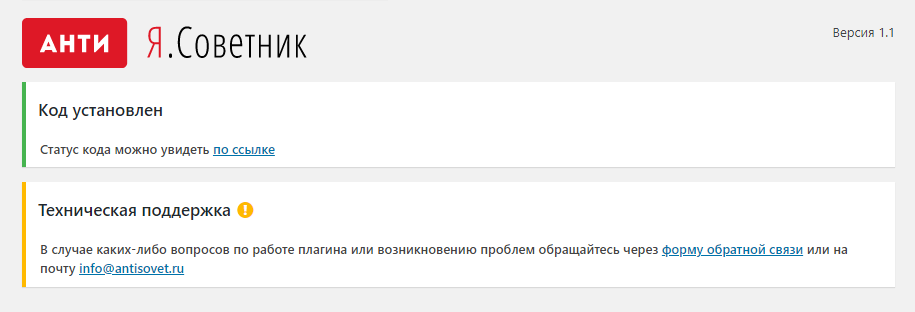 АНТИ Я.Советник
Версия 1.1
Код установлен
Статус кода можно увидеть по ссылке
Техническая поддержка
В случае каких-либо вопросов по работе плагина или возникновению проблем обращайтесь через форму обратной связи или на
почту info@antisovet.ru